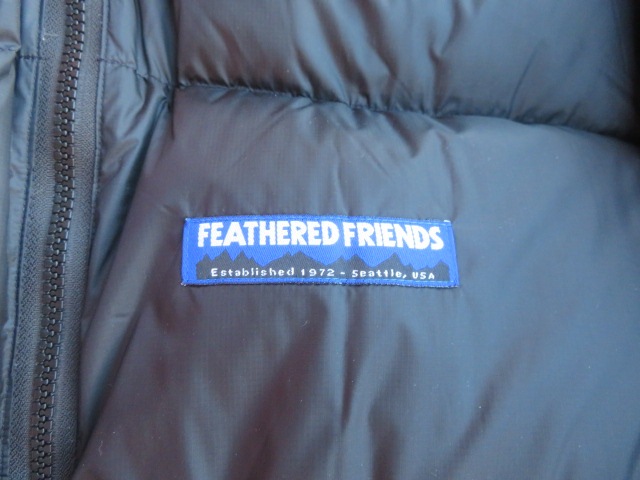 FEATHERED FRIENDS
Established 1972 - Seattle, USA